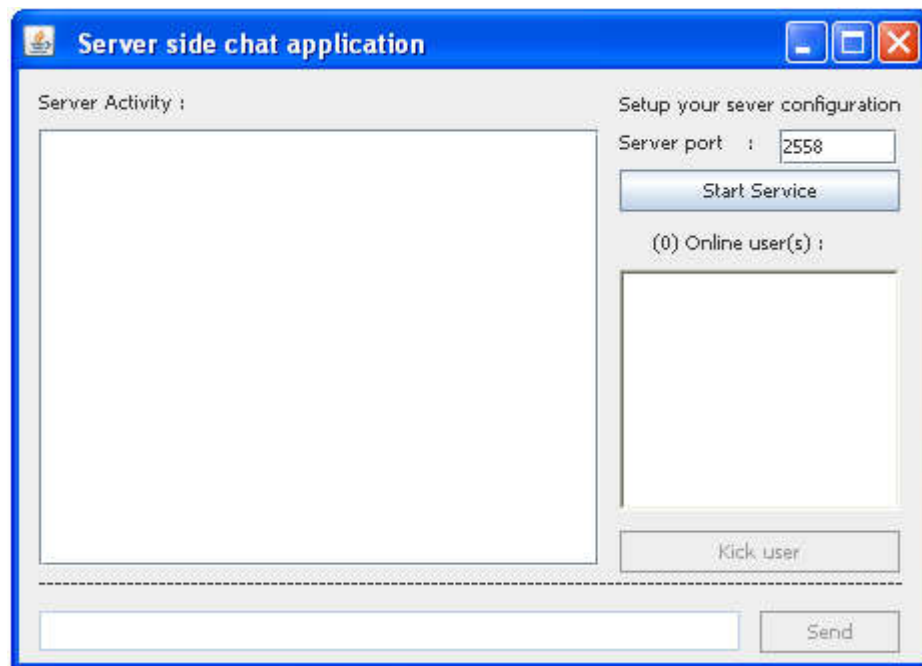 Server side chat application
Server Activity :
Setup your sever configuration
Server port :
2558
Start Service
(0) Online user(s) :
Kick user
Send